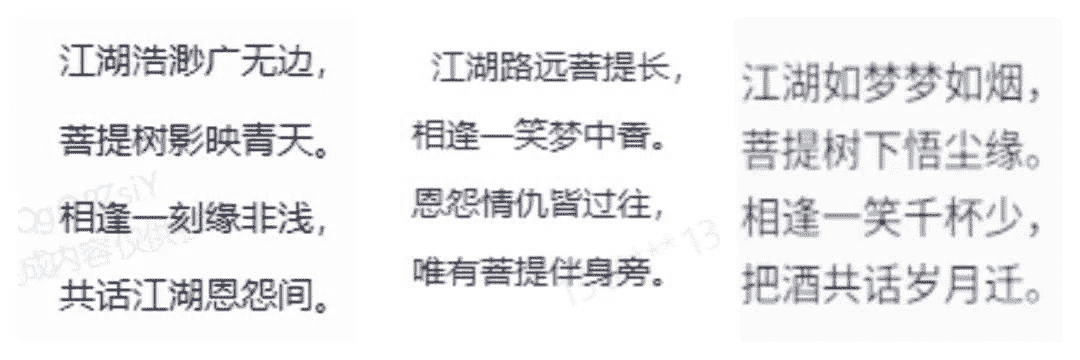 江湖浩渺广无边，
菩提树影映青天。
相逢一刻缘非浅，
共话江湖恩怨间。
江湖路远菩提长，
相逢一笑梦中香。
恩怨情仇皆过往，
唯有菩提伴身旁。
江湖如梦梦如烟，
菩提树下悟尘缘。
相逢一笑千杯少，
把酒共话岁月迁。